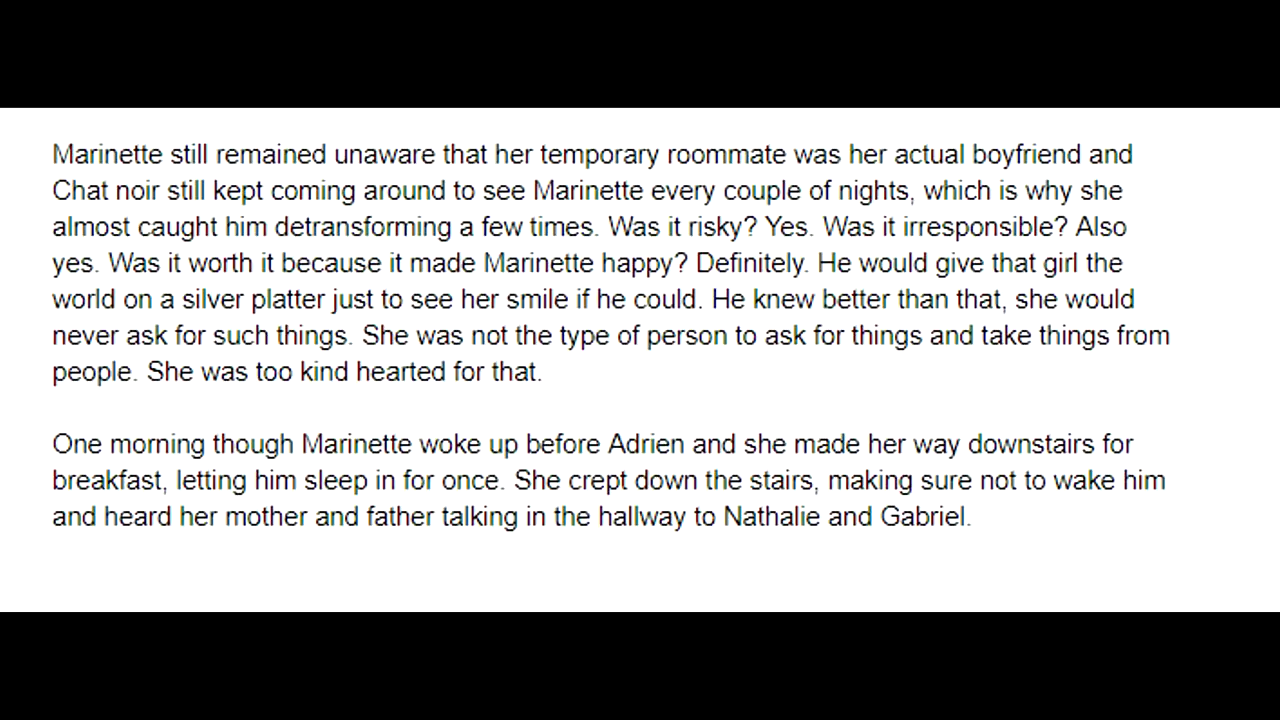 Marinette still remained unaware that her temporary roommate was her actual boyfriend and
Chat noir still kept coming around to see Marinette every couple of nights, which is why she
almost caught him detransforming a few times. Was it risky? Yes. Was it irresponsible? Also
yes. Was it worth it because it made Marinette happy? Definitely. He would give that girl the
world on a silver platter just to see her smile if he could. He knew better than that, she would
never ask for such things. She was not the type of person to ask for things and take things from
people. She was too kind hearted for that.
One morning though Marinette woke up before Adrien and she made her way downstairs for
breakfast, letting him sleep in for once. She crept down the stairs, making sure not to wake him
and heard her mother and father talking in the hallway to Nathalie and Gabriel.